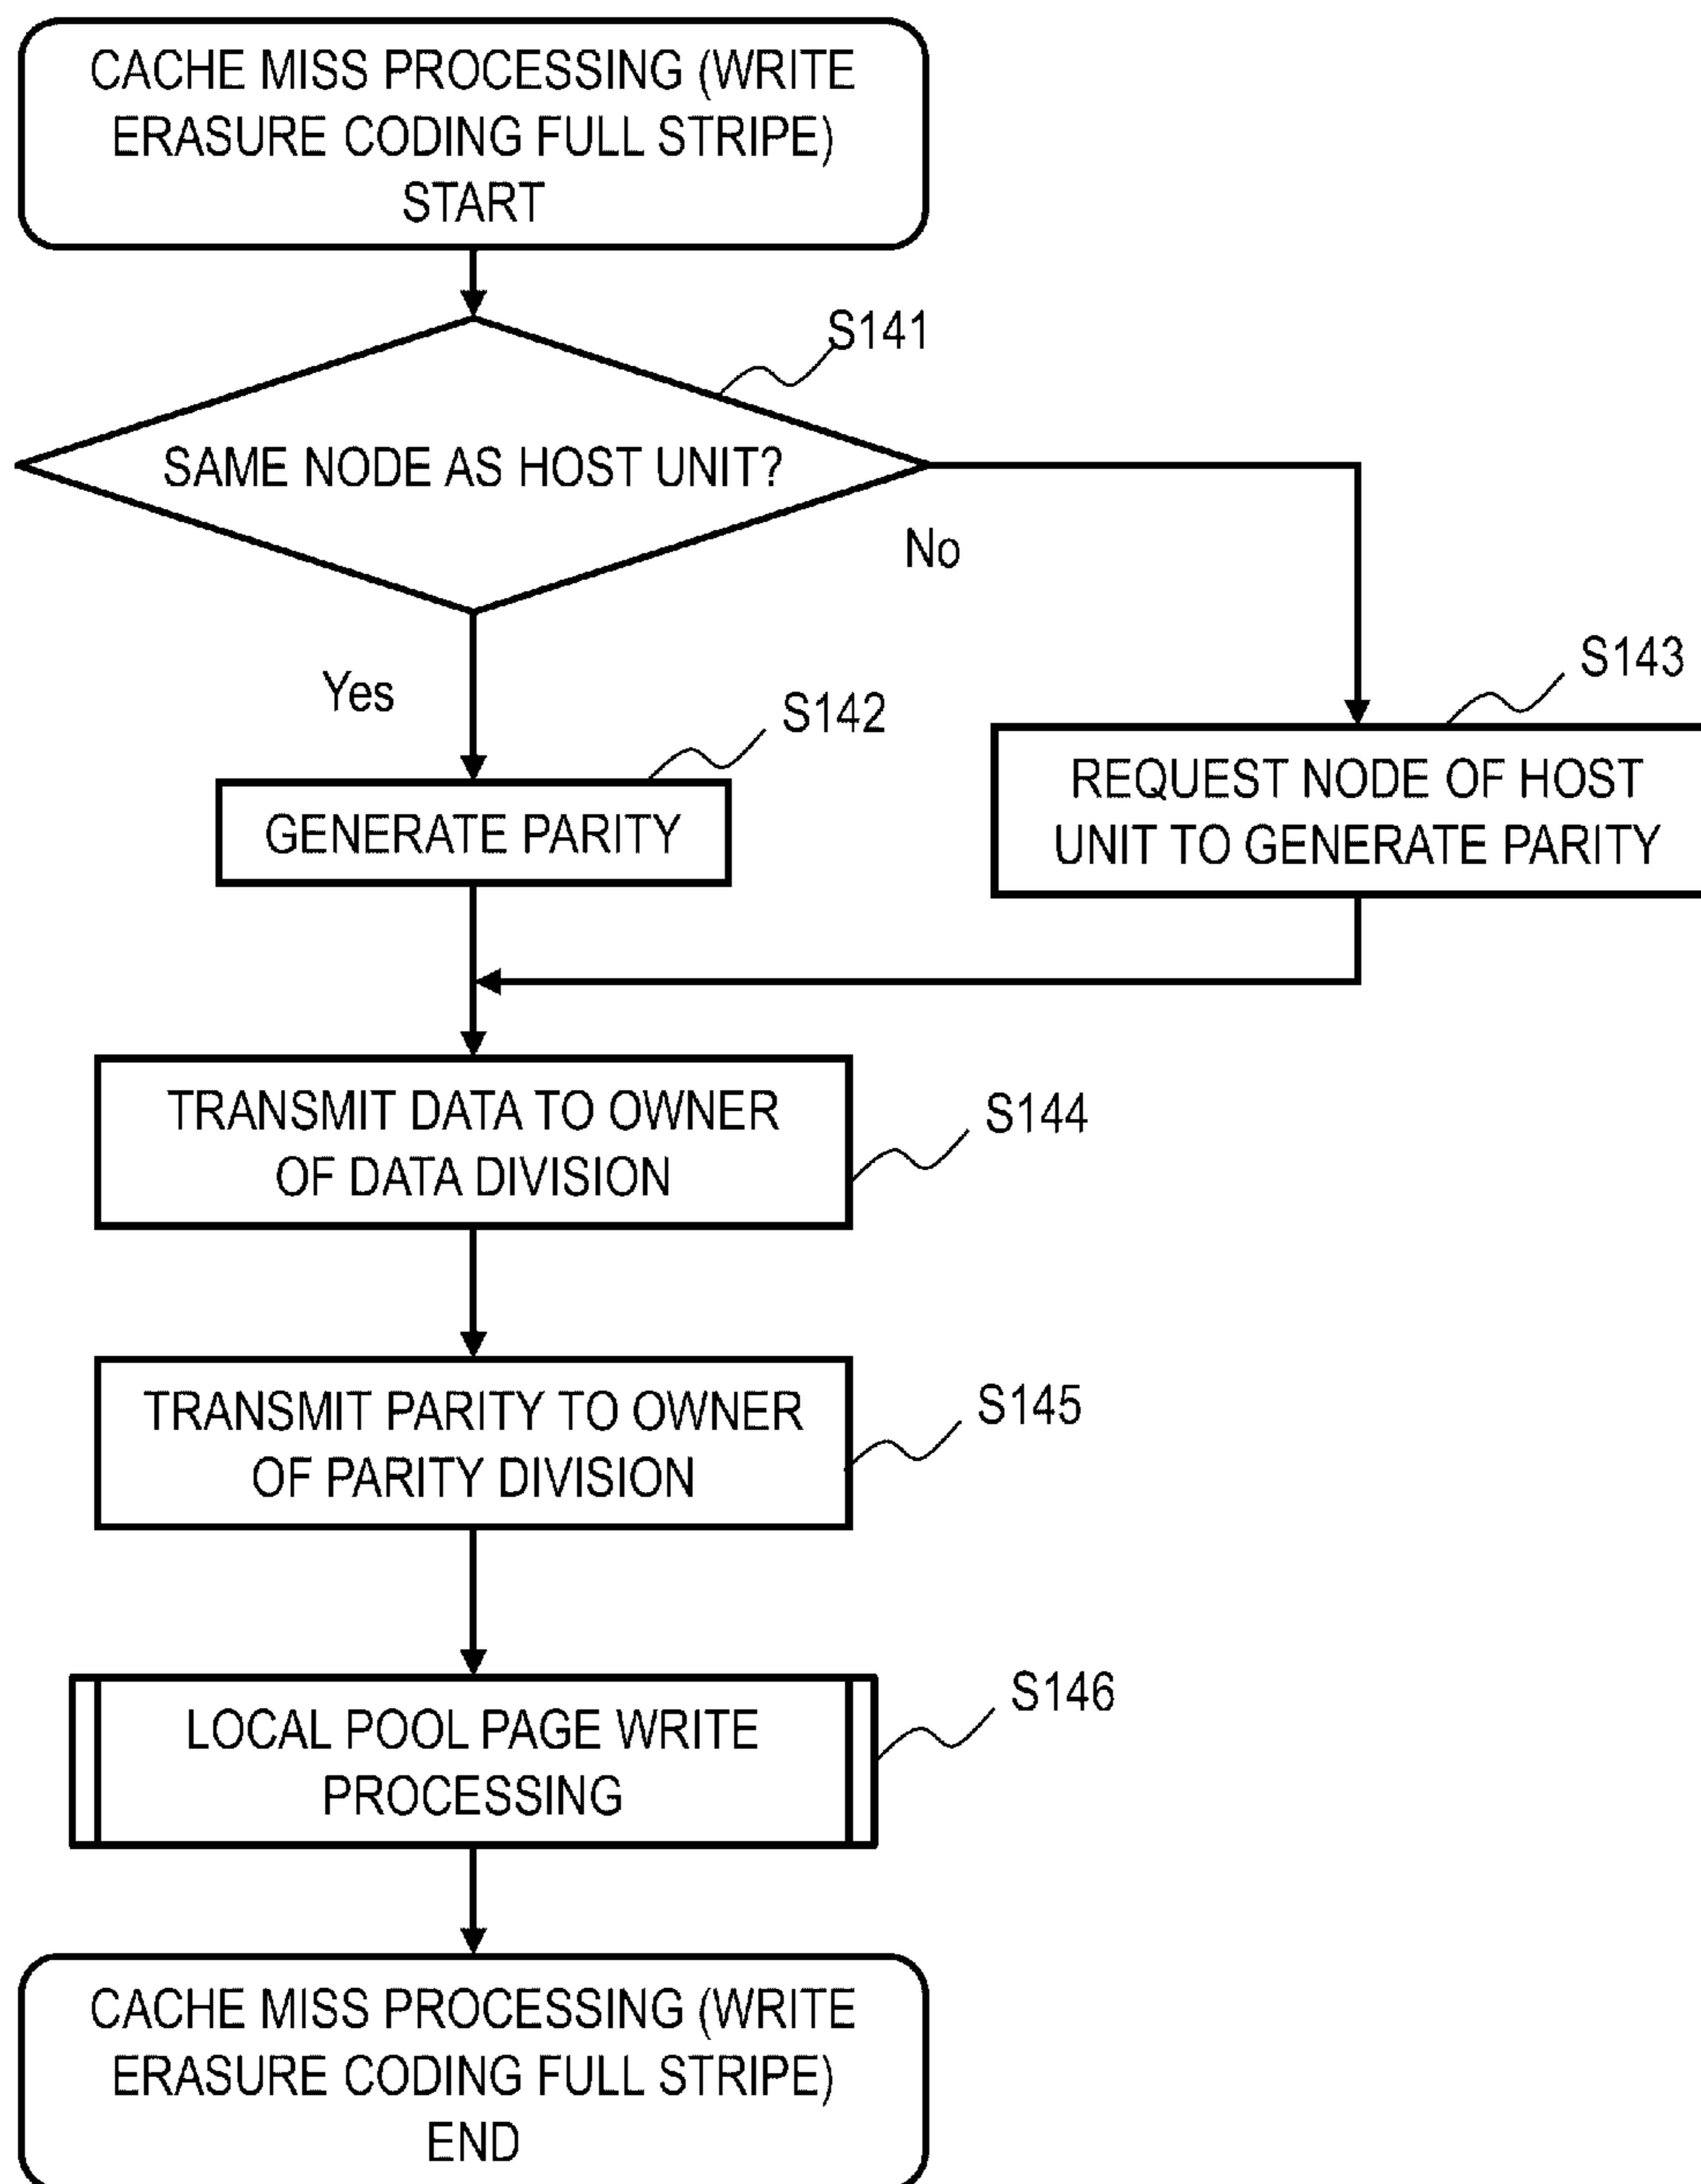 CACHE MISS PROCESSING (WRITE
ERASURE CODING FULL STRIPE)
START
S141
SAME NODE AS HOST UNIT?
No
Yes
S142
S143
GENERATE PARITY
REQUEST NODE OF HOST
UNIT TO GENERATE PARITY
TRANSMIT DATA TO OWNER
OF DATA DIVISION
S144
TRANSMIT PARITY TO OWNER
OF PARITY DIVISION
S145
LOCAL POOL PAGE WRITE
PROCESSING
S146
CACHE MISS PROCESSING (WRITE
ERASURE CODING FULL STRIPE)
END